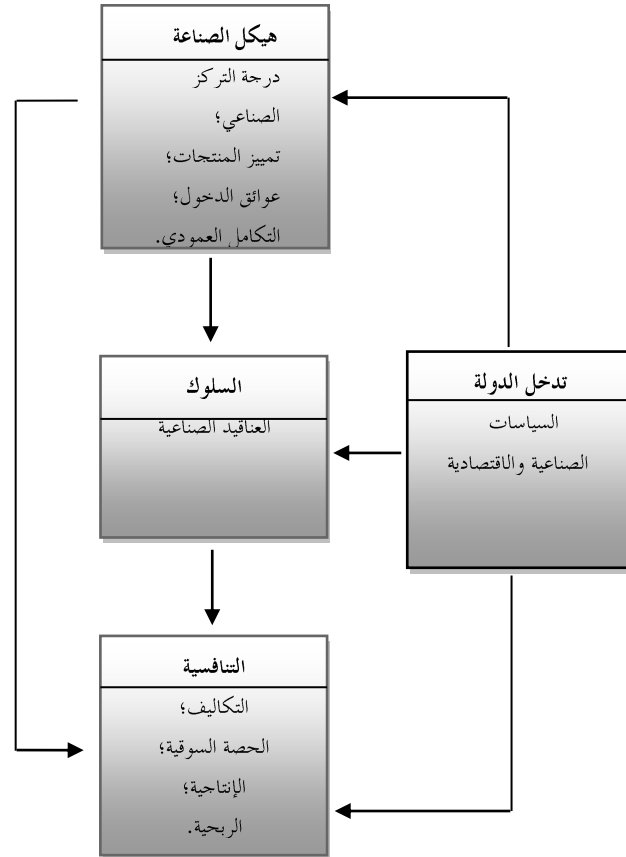 هيكل الصناعة
درجة التركز
الصناعي؛
تمييز المنتجات؛
عوائق الدخول؛
التكامل العمودي.
تدخل الدولة
السياسات
الصناعية والاقتصادية
السلوك
العناقيد الصناعية
التنافسية
التكاليف؛
الحصة السوقية؛
الإنتاجية؛
الربحية.